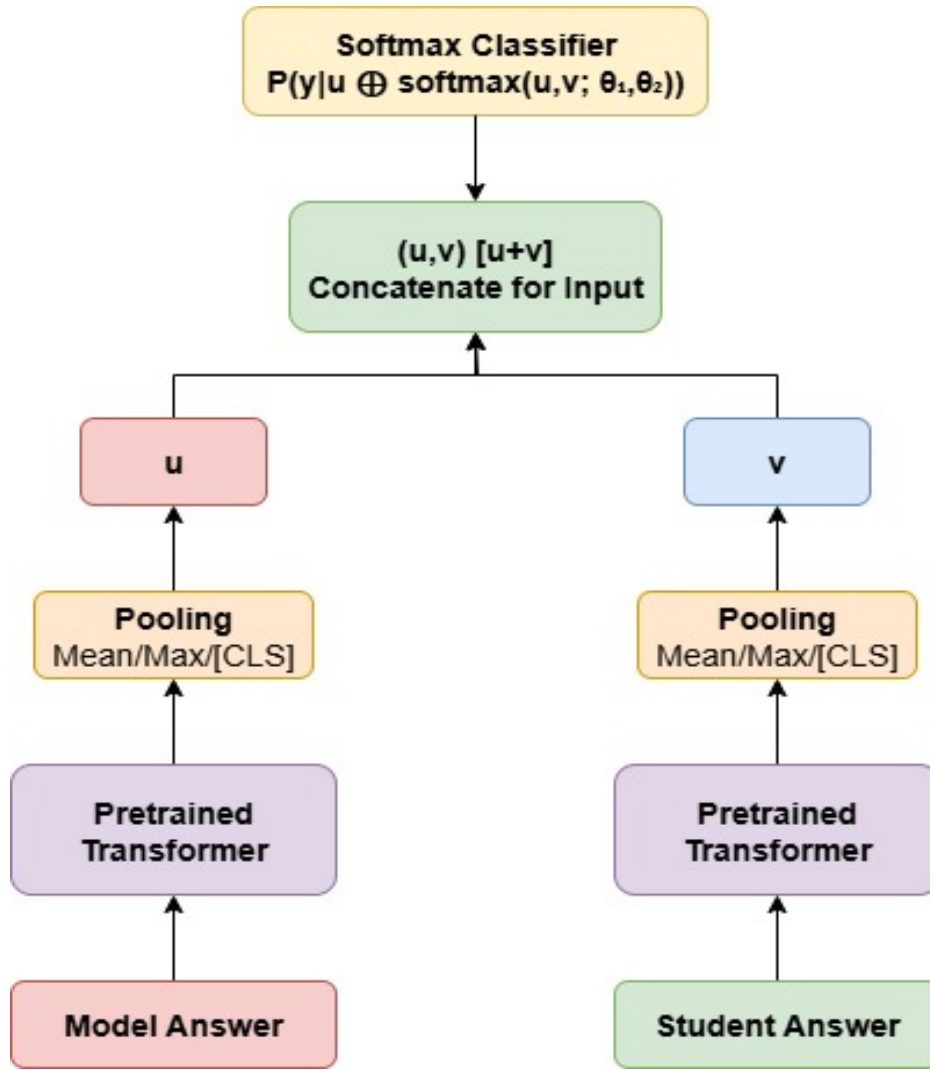 Softmax Classifier
P(y|u ⊕ softmax(u,v; θ₁,θ₂))
(u,v) [u+v]
Concatenate for Input
u
v
Pooling
Mean/Max/[CLS]
Pooling
Mean/Max/[CLS]
Pretrained
Transformer
Pretrained
Transformer
Model Answer
Student Answer